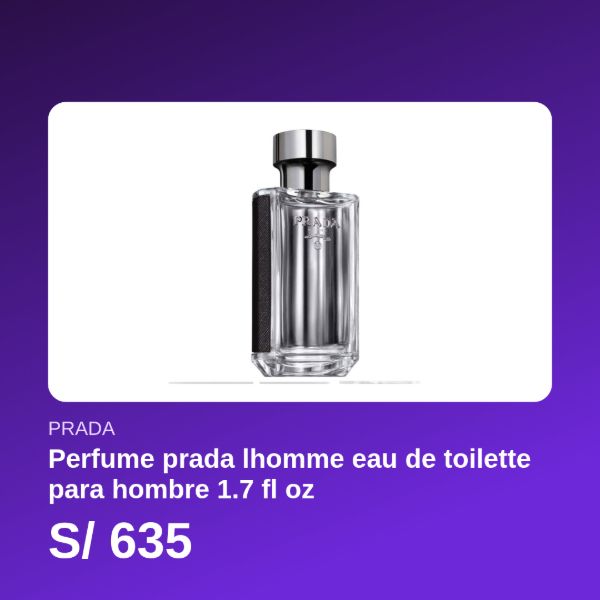 PRADA
PRADA
Perfume prada lhomme eau de toilette
para hombre 1.7 fl oz
S/ 635